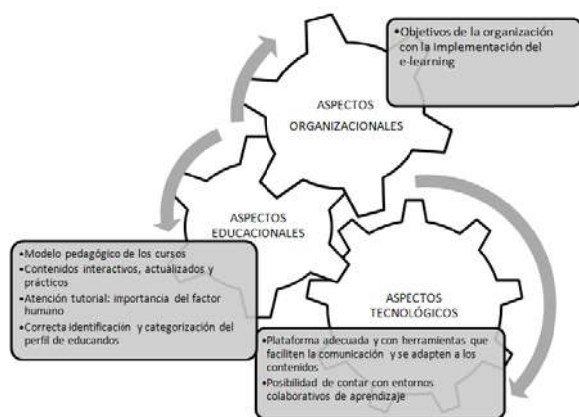 •Objetivos de la organización
con la implementación del
e-learning
ASPECTOS
ORGANIZACIONALES
ASPECTOS
EDUCACIONALES
•Modelo pedagógico de los cursos
•Contenidos interactivos, actualizados y
prácticos
•Atención tutorial: importancia del factor
humano
•Correcta identificación y categorización del
perfil de educandos
ASPECTOS
TECNOLÓGICOS
•Plataforma adecuada y con herramientas que
faciliten la comunicación y se adapten a los
contenidos
•Posibilidad de contar con entornos
colaborativos de aprendizaje